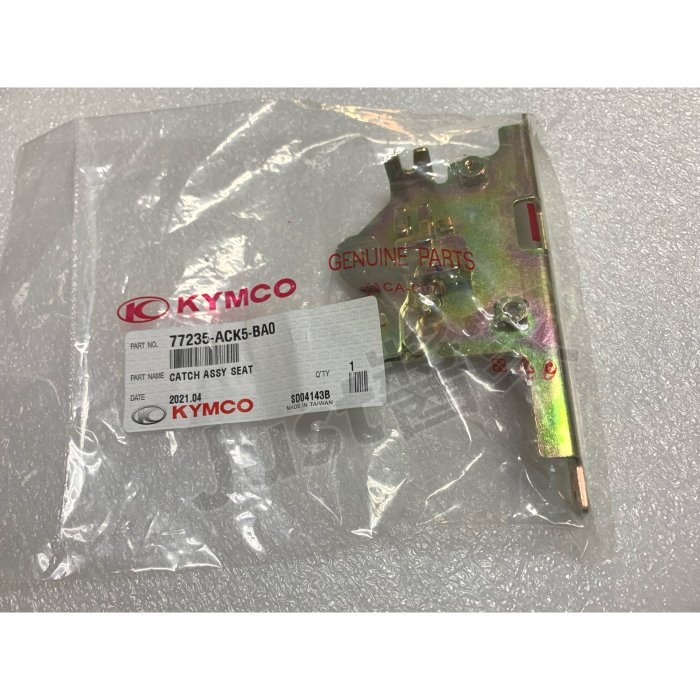 GENUINE PARTS
KYMCO
PART NO. 77235-ACK5-BA0
PART NAME CATCH ASSY SEAT Q'TY 1
DATE 2021.04 SD04143B
KYMCO MADE IN TAIWAN